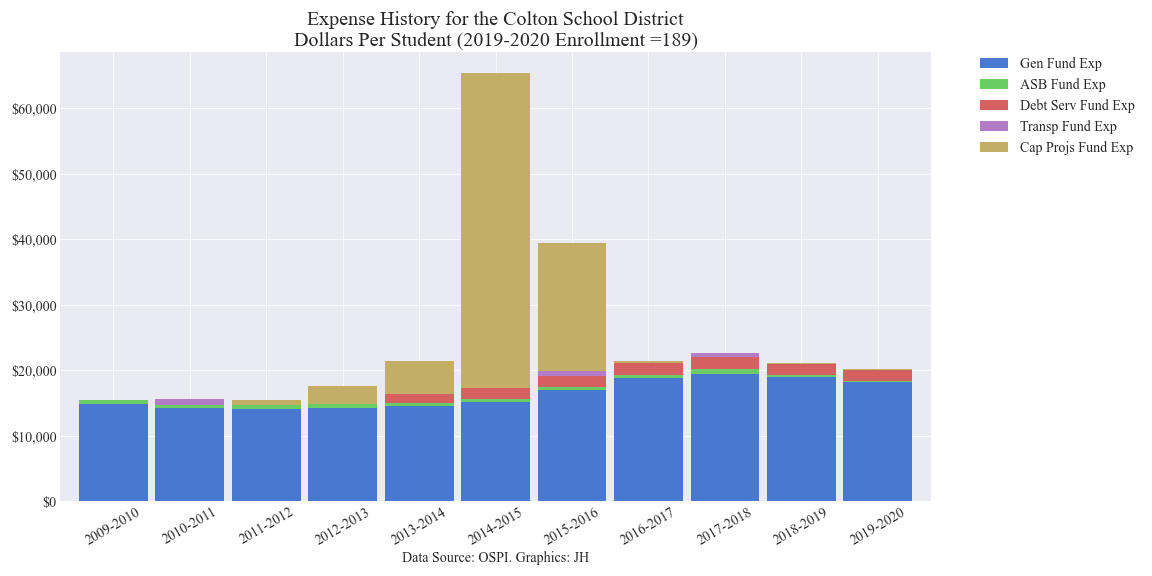 Expense History for the Colton School District
Dollars Per Student (2019-2020 Enrollment =189)
Gen Fund Exp
ASB Fund Exp
Debt Serv Fund Exp
Transp Fund Exp
Cap Projs Fund Exp
$60,000
$50,000
$40,000
$30,000
$20,000
$10,000
$0
2009-2010
2010-2011
2011-2012
2012-2013
2013-2014
2014-2015
2015-2016
2016-2017
2017-2018
2018-2019
2019-2020
Data Source: OSPI. Graphics: JH